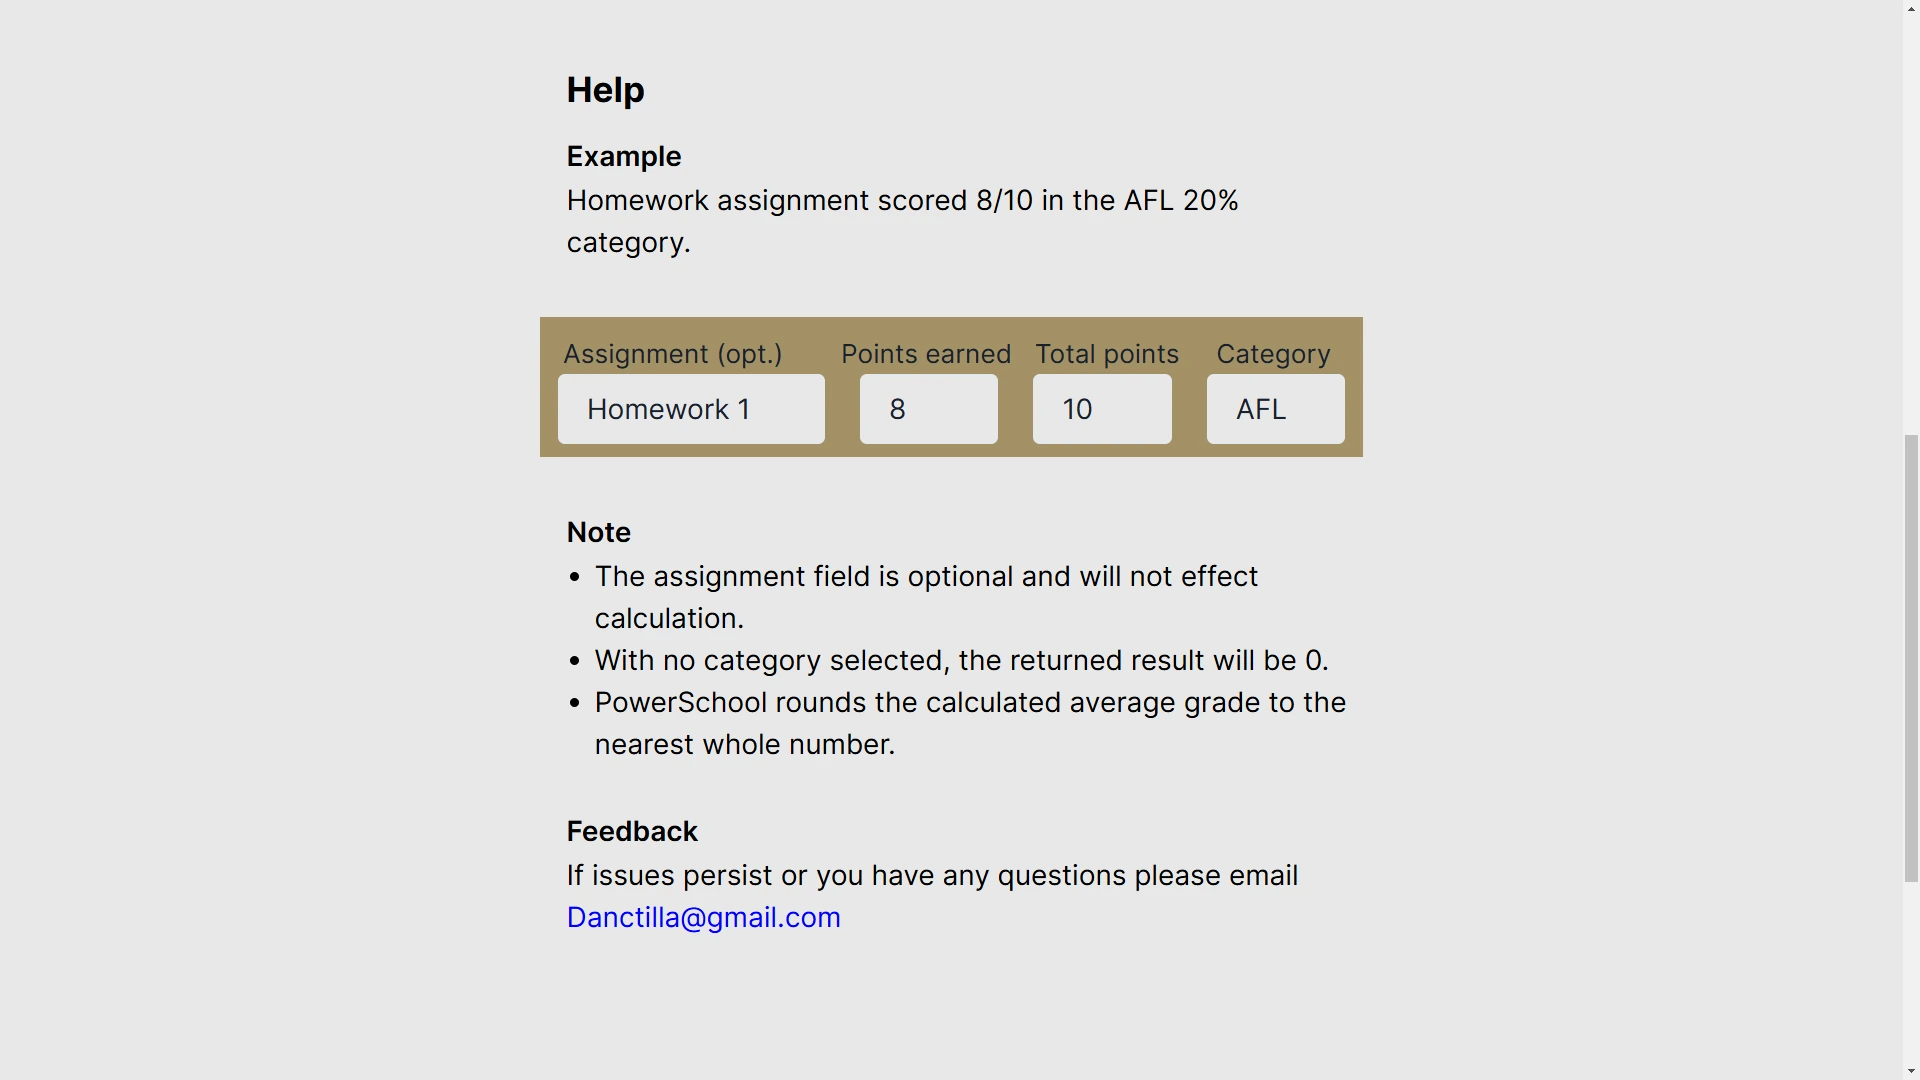 Help
Example
Homework assignment scored 8/10 in the AFL 20%
category.
Assignment (opt.) Points earned Total points Category
Homework 1 8 10 AFL
Note
• The assignment field is optional and will not effect
calculation.
• With no category selected, the returned result will be 0.
• PowerSchool rounds the calculated average grade to the
nearest whole number.
Feedback
If issues persist or you have any questions please email
Danctilla@gmail.com